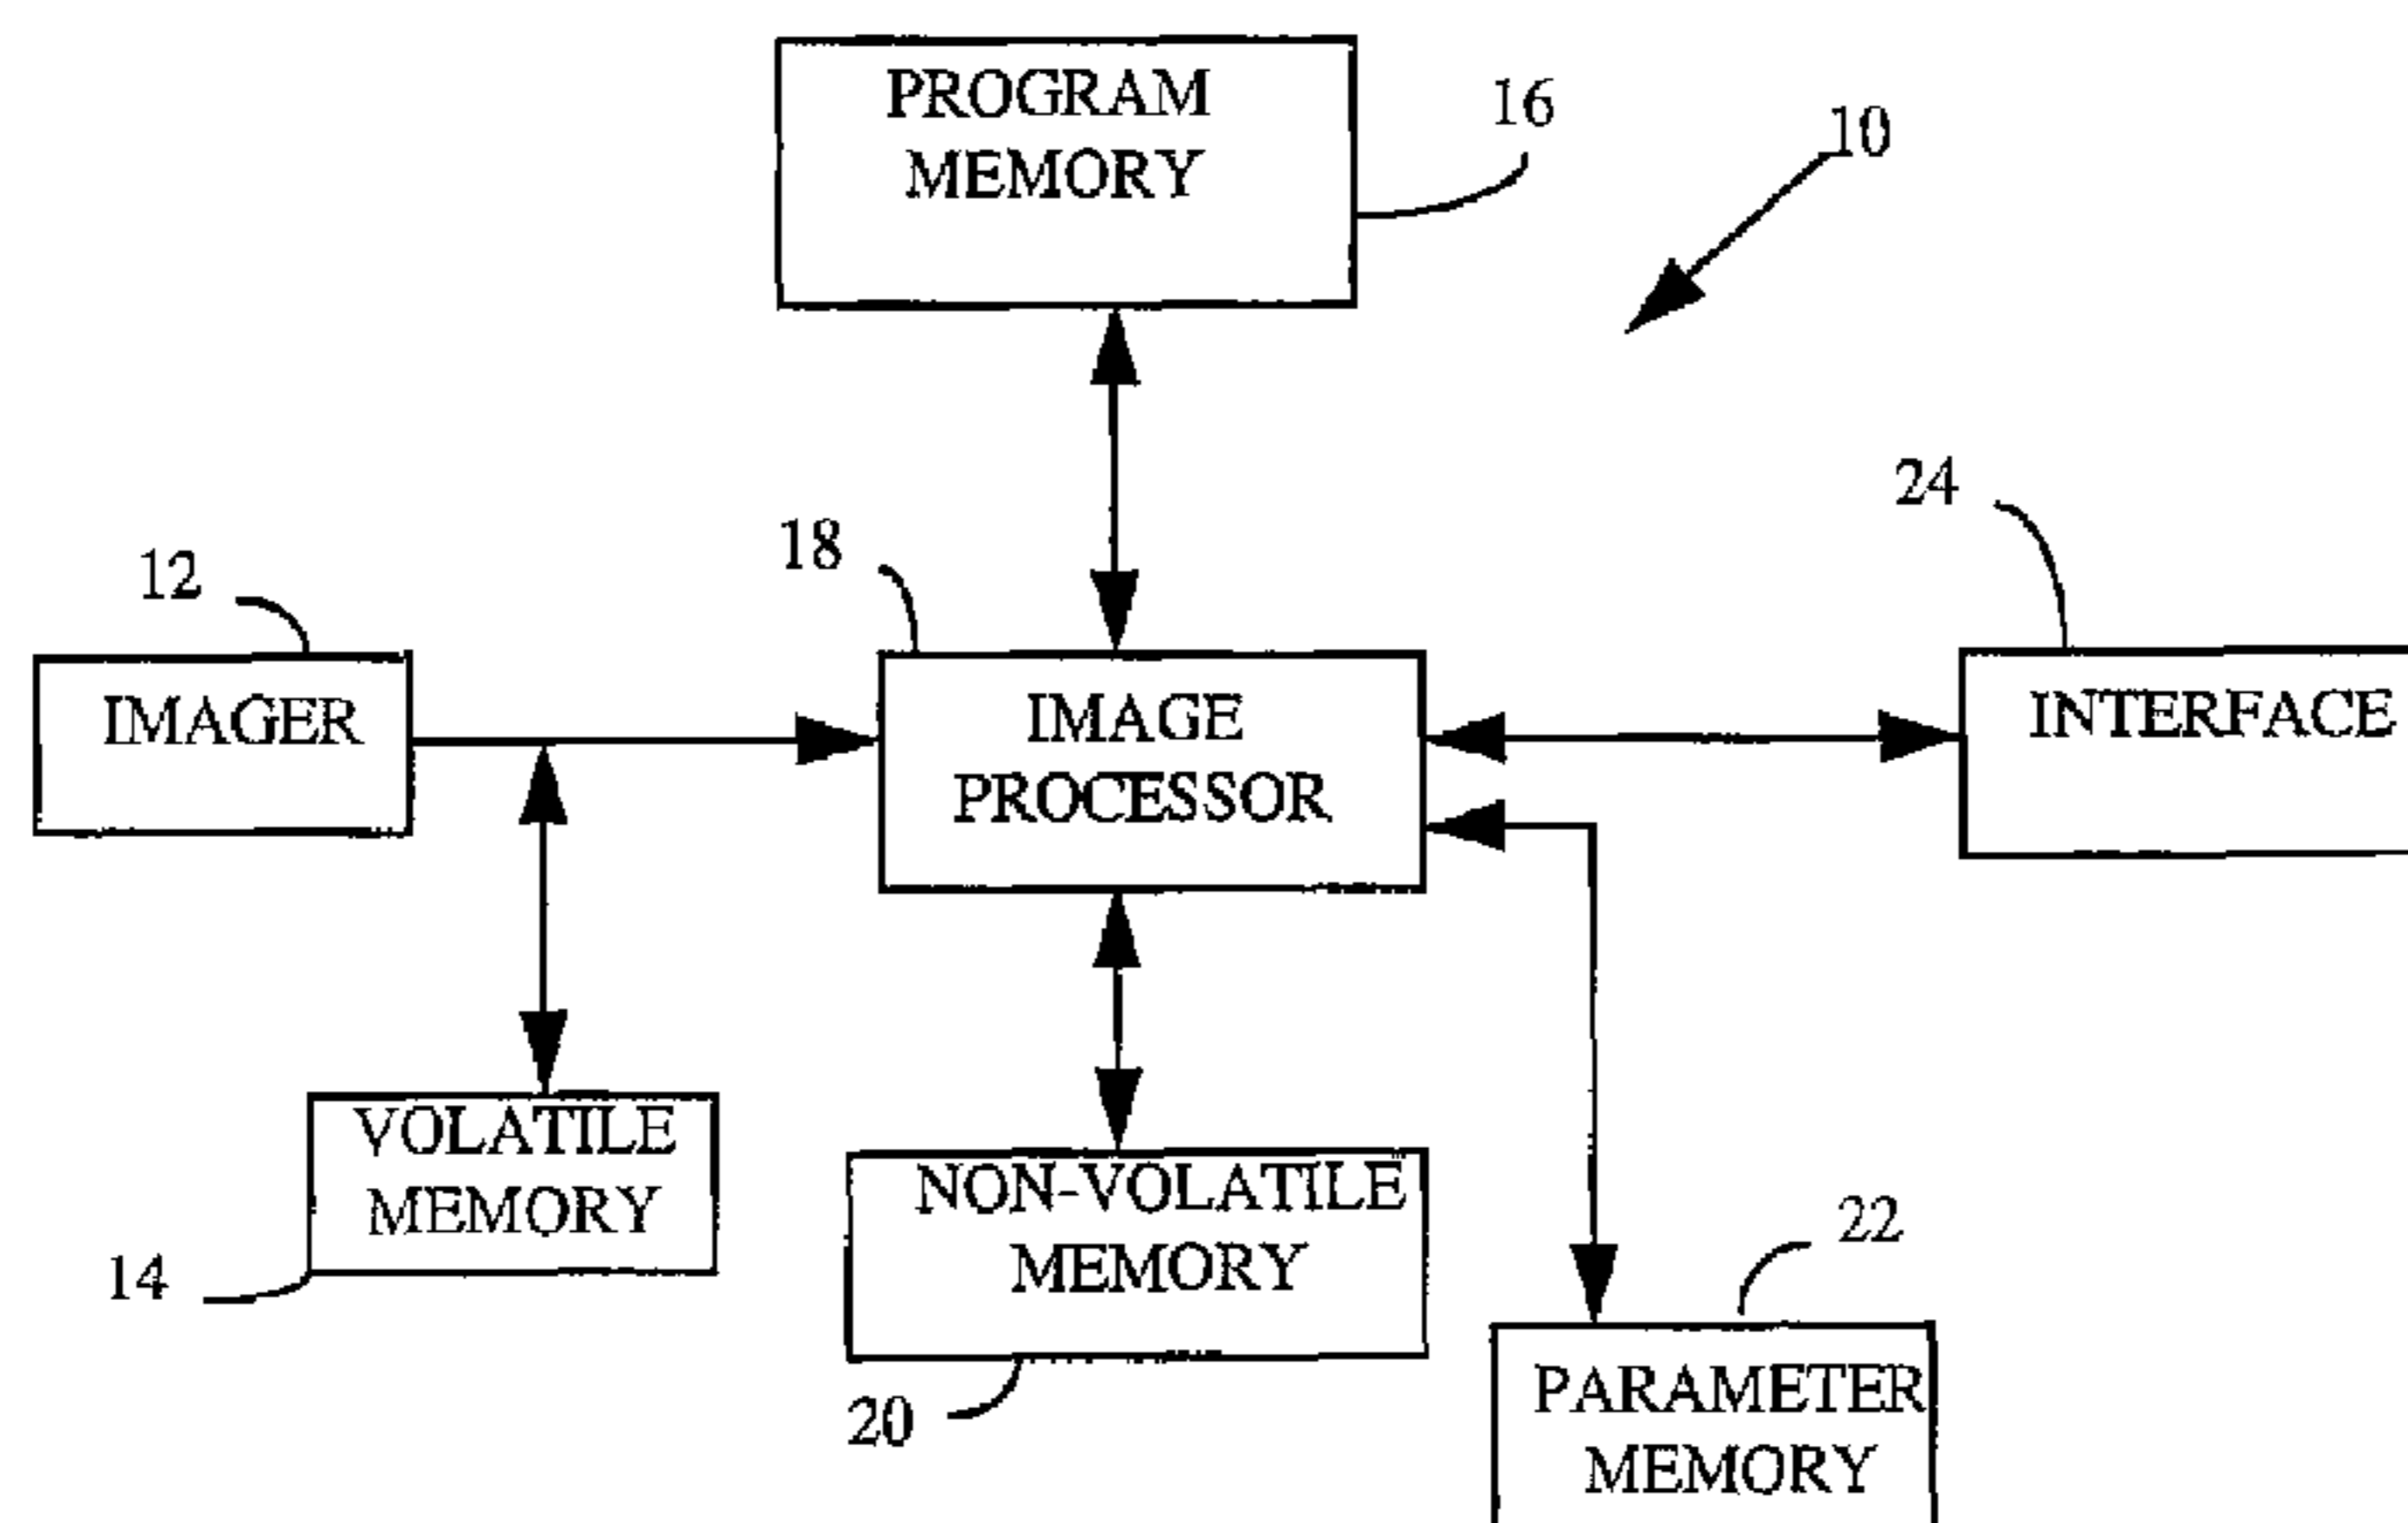 PROGRAM
MEMORY
16
10
24
18
12
IMAGER
IMAGE
PROCESSOR
INTERFACE
VOLATILE
MEMORY
14
NON-VOLATILE
MEMORY
20
22
PARAMETER
MEMORY